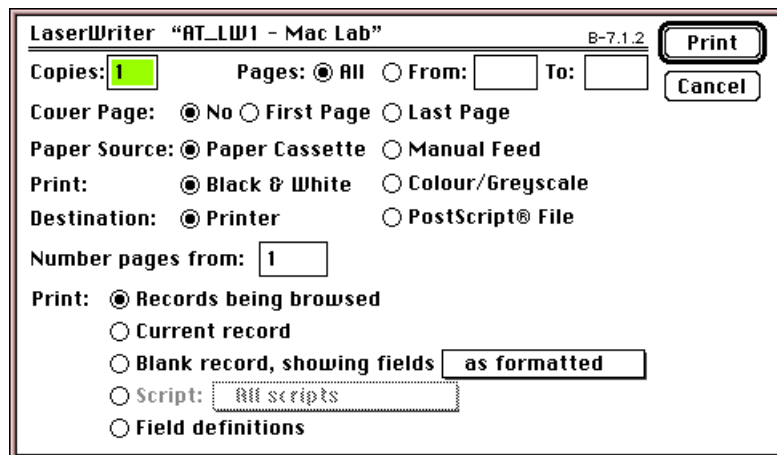 LaserWriter “AT_LW1 - Mac Lab” B-7.1.2 Print
Copies: 1 Pages: All From: To: Cancel
Cover Page: No First Page Last Page
Paper Source: Paper Cassette Manual Feed
Print: Black & White Colour/Greyscale
Destination: Printer PostScript® File
Number pages from: 1
Print: Records being browsed
Current record
Blank record, showing fields as formatted
Script: All scripts
Field definitions